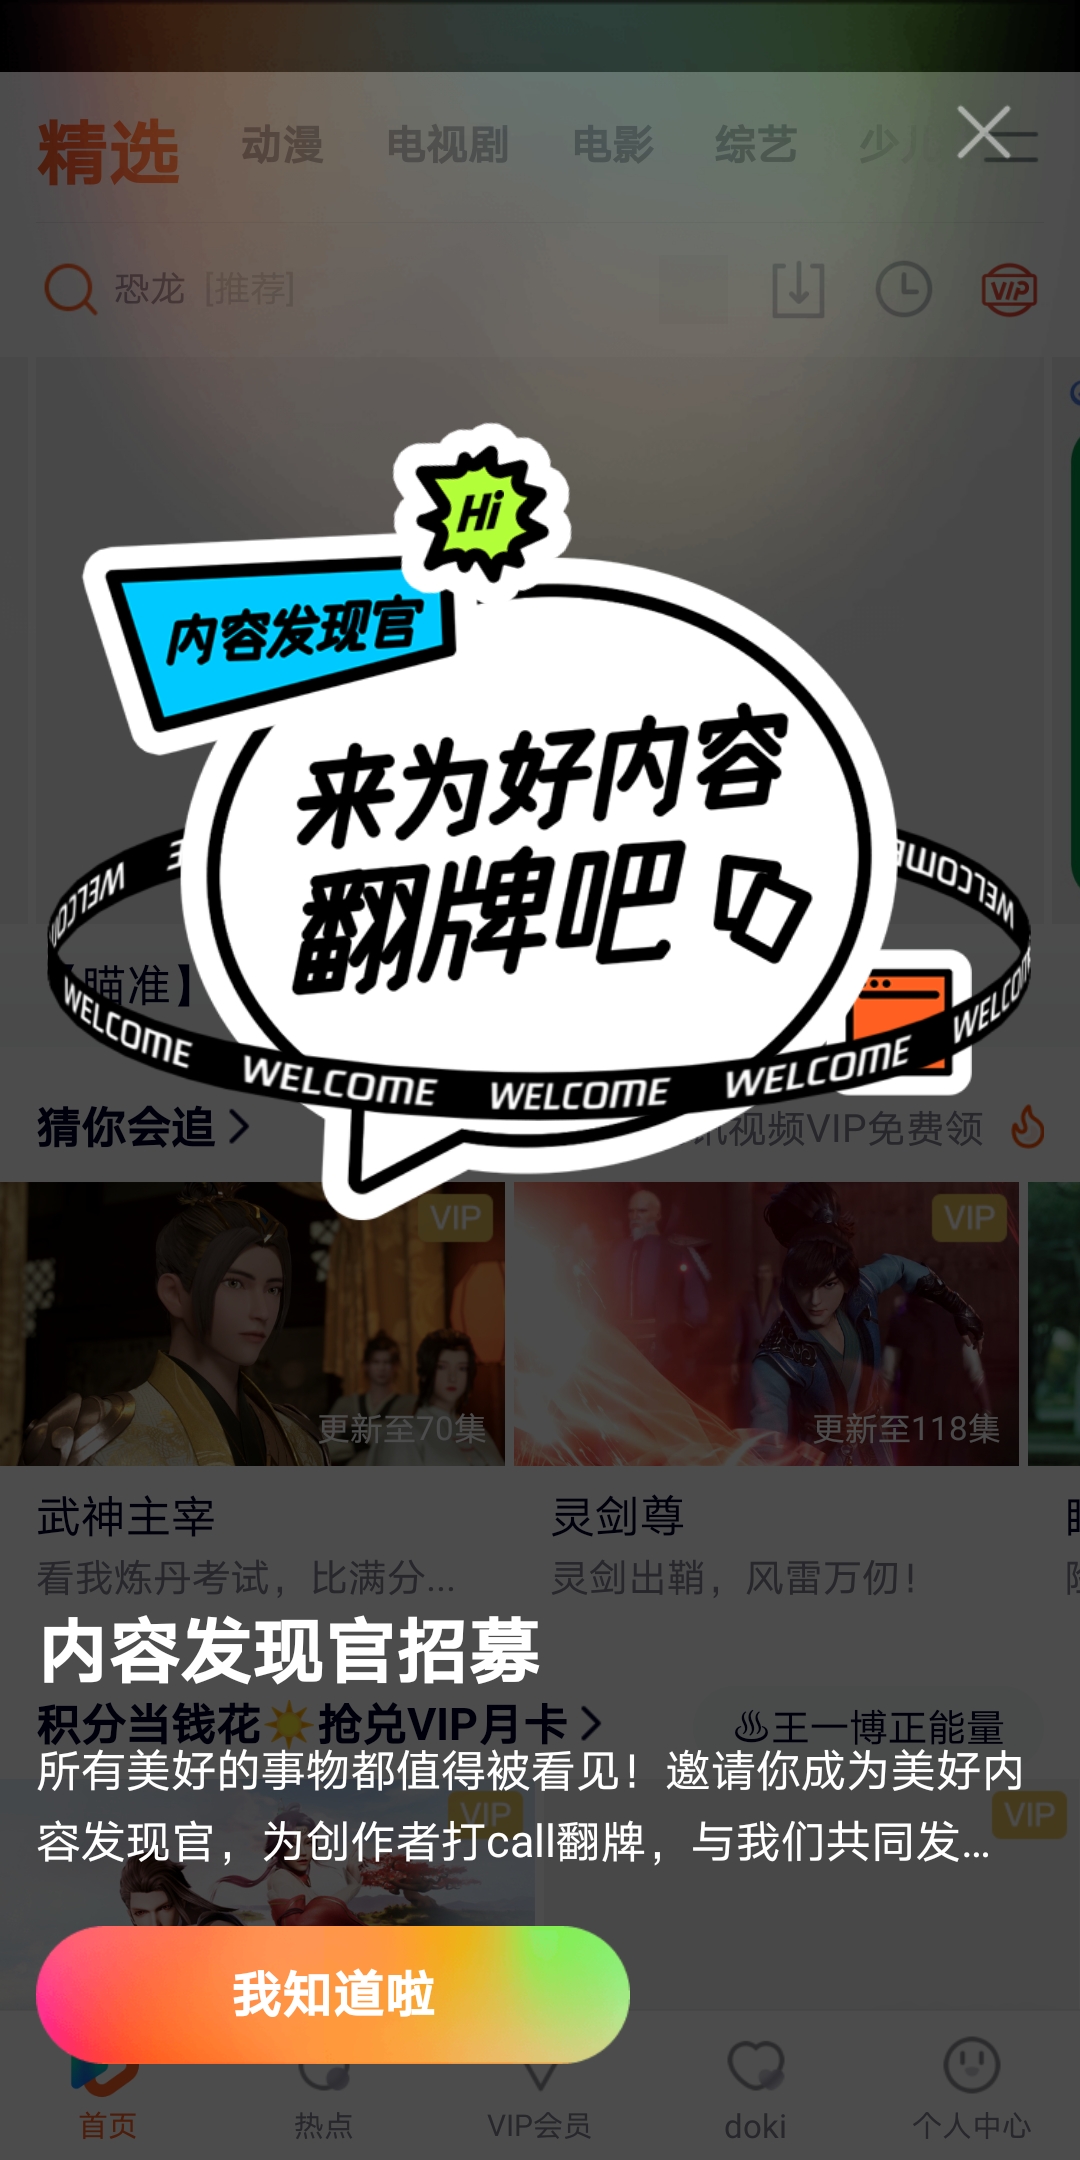 精选 动漫 电视剧 电影 综艺 少儿
恐龙 [推荐]
VIP
Hi
内容发现官
来为好内容
翻牌吧
WELCOME WELCOME
【瞄准】
WELCOME WELCOME WELCOME WELCOME WELCOME
猜你会追
讯视频VIP免费领
VIP VIP
更新至70集 更新至118集
武神主宰 灵剑尊
看我炼丹考试，比满分... 灵剑出鞘，风雷万仞！
内容发现官招募
积分当钱花 抢兑VIP月卡
王一博正能量
所有美好的事物都值得被看见！邀请你成为美好内
VIP VIP
容发现官，为创作者打call翻牌，与我们共同发...
我知道啦
首页 热点 VIP会员 doki 个人中心